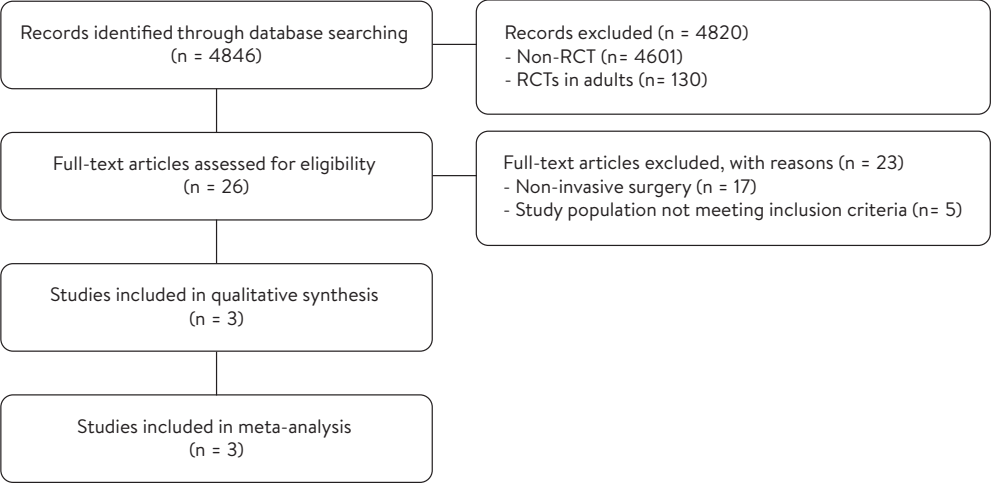 Records identified through database searching
(n = 4846)
Records excluded (n = 4820)
- Non-RCT (n= 4601)
- RCTs in adults (n= 130)
Full-text articles assessed for eligibility
(n = 26)
Full-text articles excluded, with reasons (n = 23)
- Non-invasive surgery (n = 17)
- Study population not meeting inclusion criteria (n= 5)
Studies included in qualitative synthesis
(n = 3)
Studies included in meta-analysis
(n = 3)